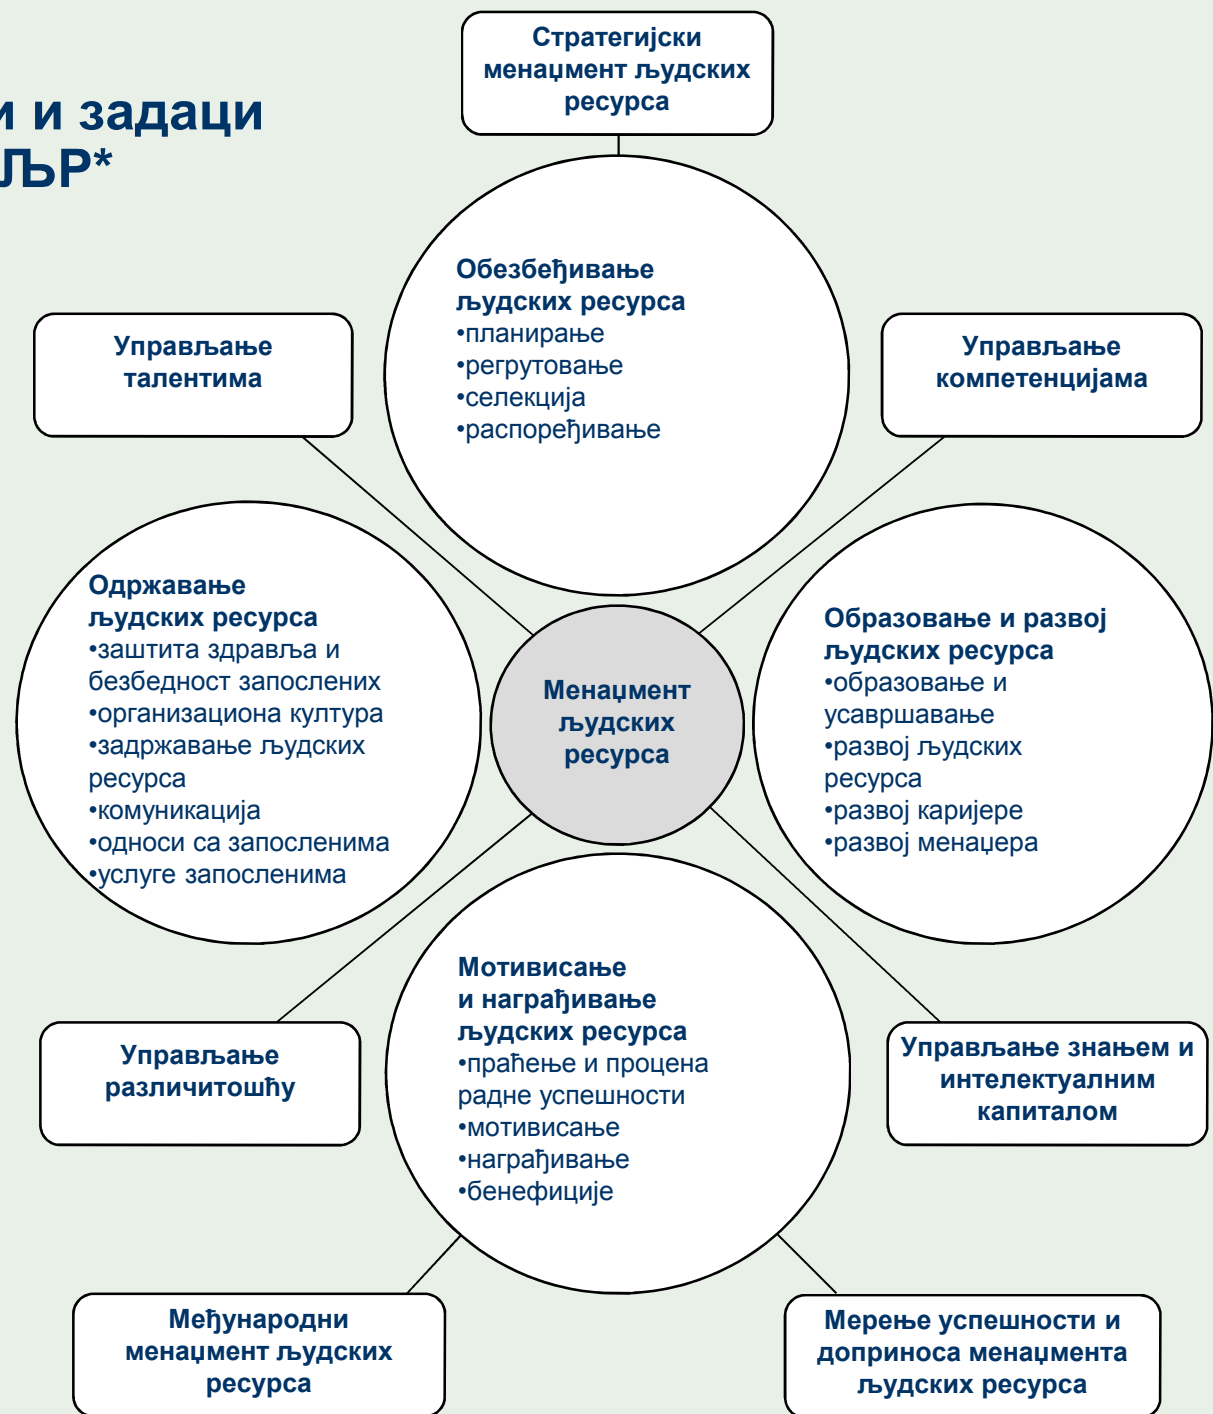 Стратегијски
менаџмент људских
ресурса
и и задаци
ЉР*
Обезбеђивање
људских ресурса
•планирање
•регрутовање
•селекција
•распоређивање
Управљање
талентима
Управљање
компетенцијама
Одржавање
људских ресурса
•заштита здравља и
безбедност запослених
•организациона култура
•задржавање људских
ресурса
•комуникација
•односи са запосленима
•услуге запосленима
Менаџмент
људских
ресурса
Образовање и развој
људских ресурса
•образовање и
усавршавање
•развој људских
ресурса
•развој каријере
•развој менаџера
Мотивисање
и награђивање
људских ресурса
•праћење и процена
радне успешности
•мотивисање
•награђивање
•бенефиције
Управљање
различитошћу
Управљање знањем и
интелектуалним
капиталом
Међународни
менаџмент људских
ресурса
Мерење успешности и
доприноса менаџмента
људских ресурса